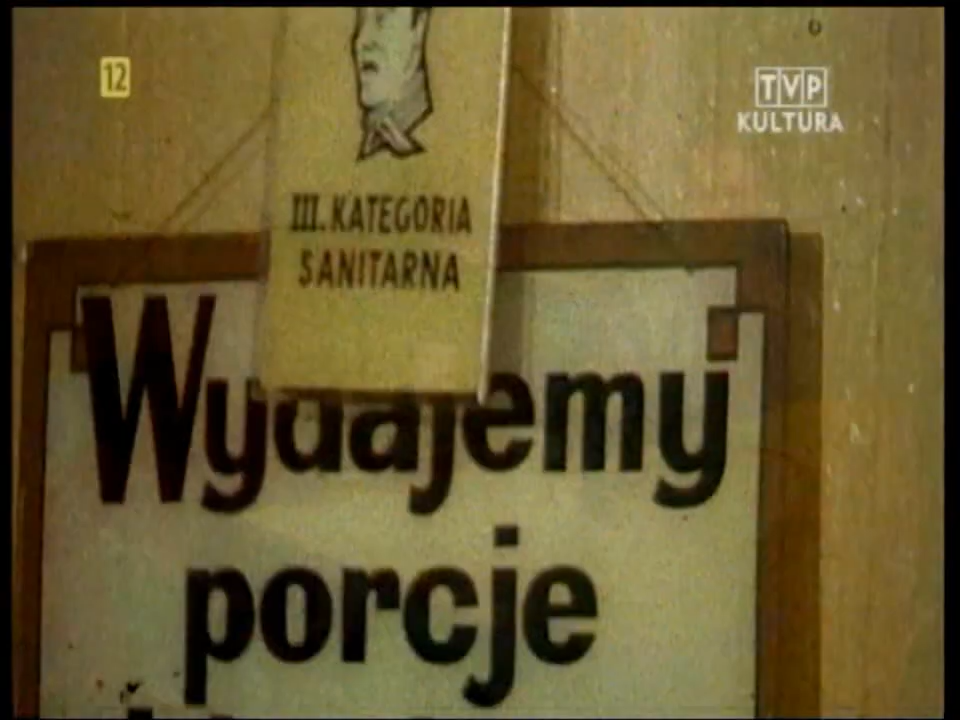 12
TVP
KULTURA
III. KATEGORIA
SANITARNA
Wydajemy
porcje